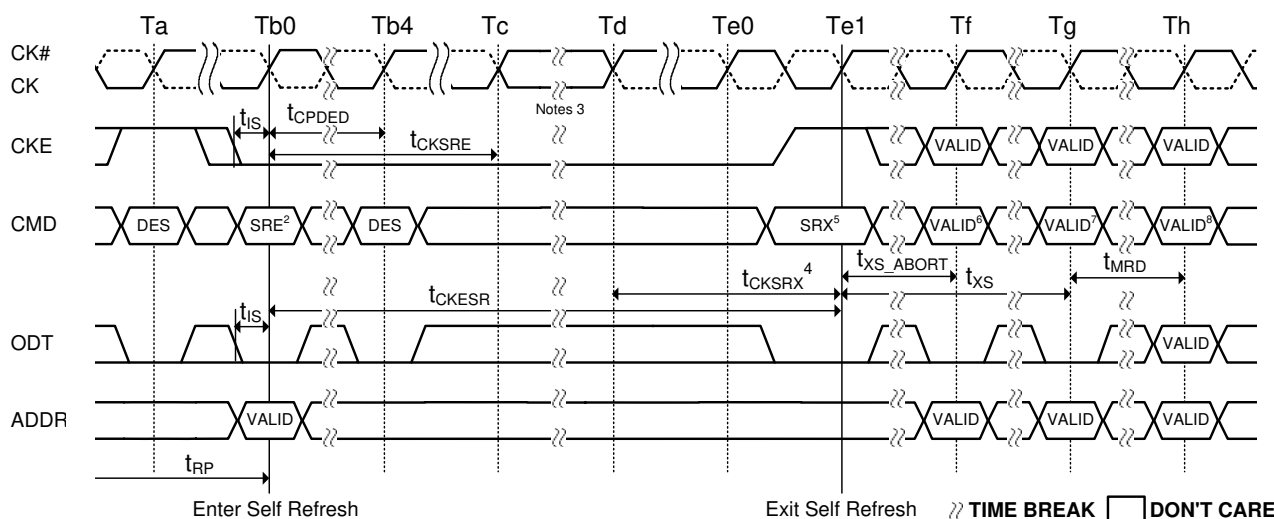 Ta Tb0 Tb4 Tc Td Te0 Te1 Tf Tg Th
CK#
CK
Notes 3
tIS tCPDED
CKE VALID VALID VALID
tCKSRE
CMD DES SRE2 DES SRX5 VALID6 VALID7 VALID8
tXS_ABORT tMRD
tCKSRX4 tXS
tCKESR
tIS
ODT VALID
ADDR VALID VALID VALID VALID
tRP
Enter Self Refresh Exit Self Refresh TIME BREAK DON'T CARE